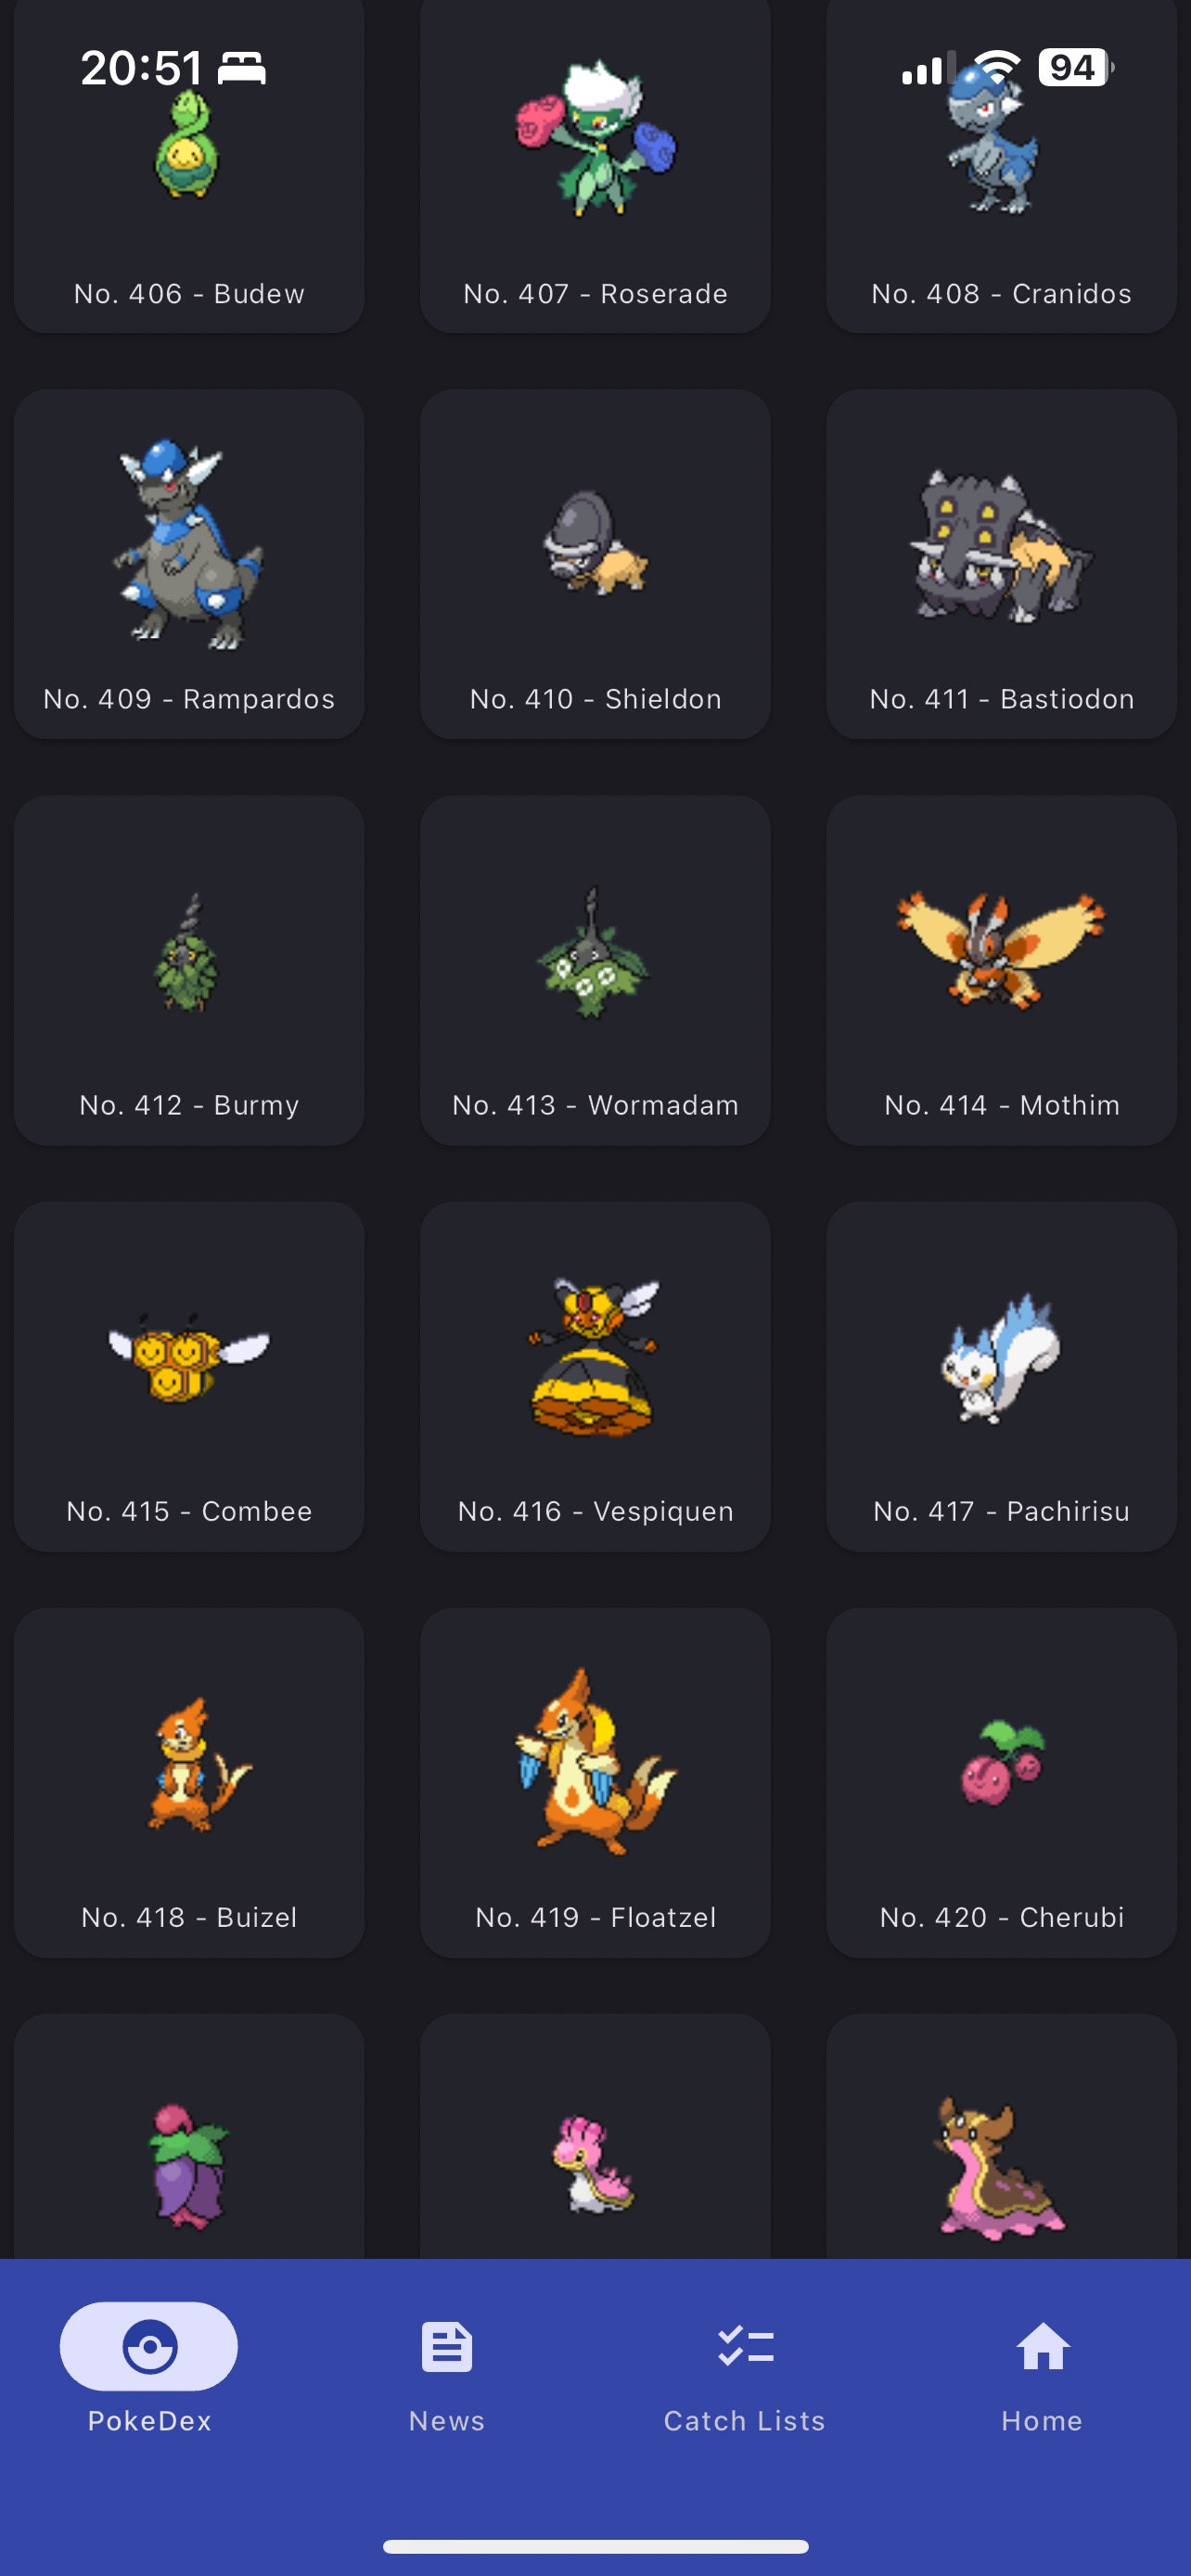 20:51
94
No. 406 - Budew
No. 407 - Roserade
No. 408 - Cranidos
No. 409 - Rampardos
No. 410 - Shieldon
No. 411 - Bastiodon
No. 412 - Burmy
No. 413 - Wormadam
No. 414 - Mothim
No. 415 - Combee
No. 416 - Vespiquen
No. 417 - Pachirisu
No. 418 - Buizel
No. 419 - Floatzel
No. 420 - Cherubi
PokeDex
News
Catch Lists
Home